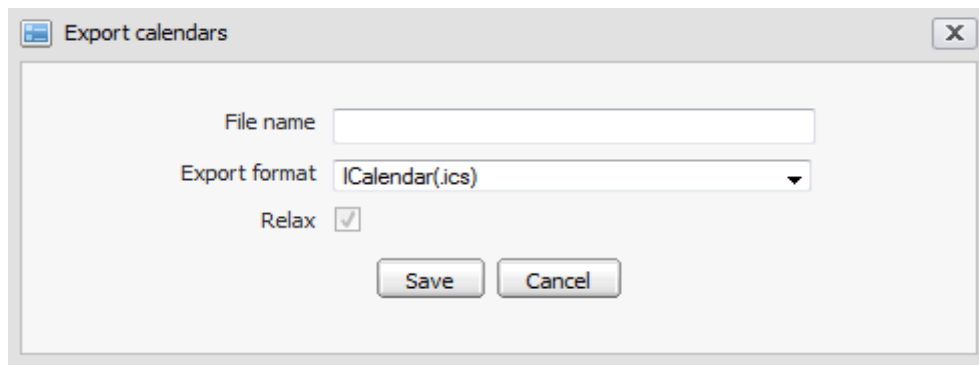 Export calendars
File name
Export format ICalendar(.ics)
Relax
Save Cancel